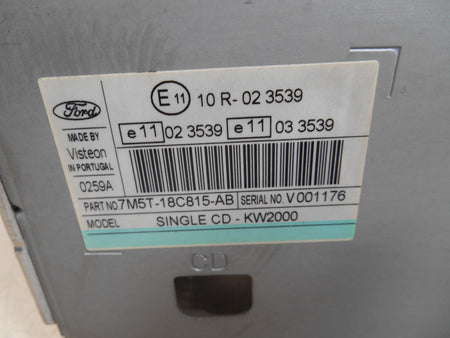 Ford
E 11 10 R- 02 3539
e 11 02 3539 e 11 03 3539
MADE BY
Visteon
IN PORTUGAL
0259A
PART NO 7M5T-18C815-AB SERIAL NO. V 001176
MODEL SINGLE CD - KW2000
CD